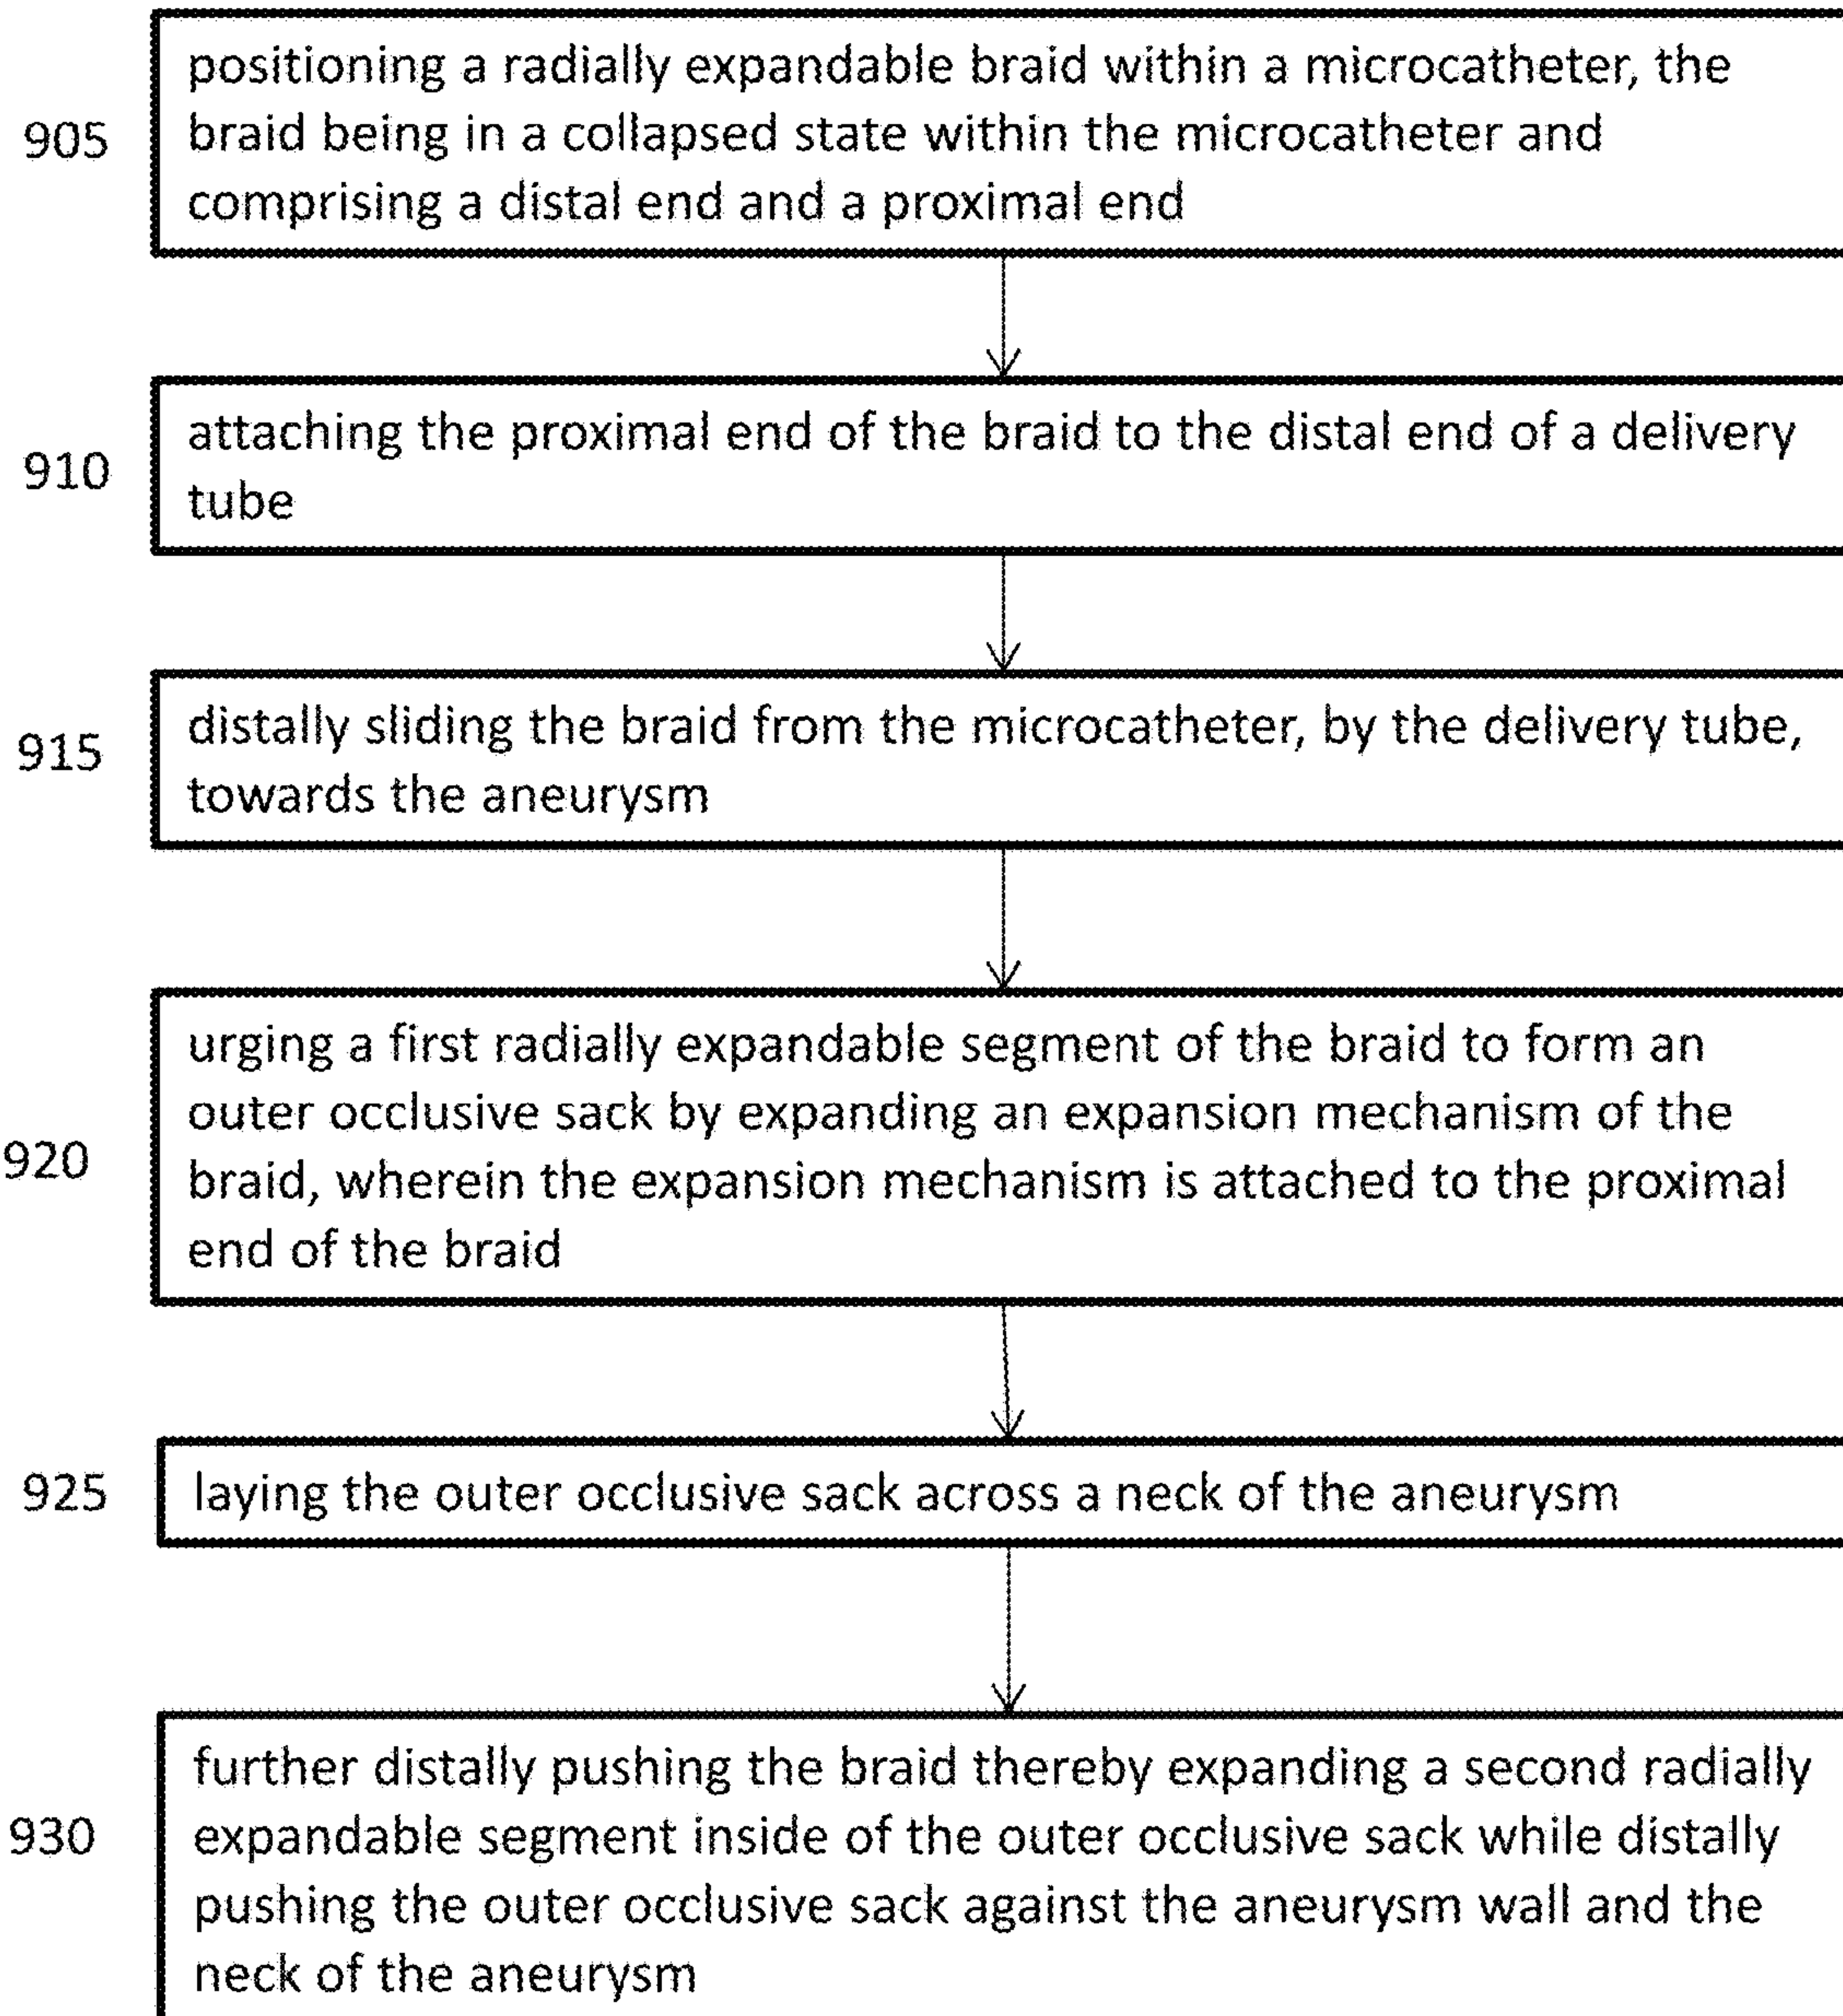 905
positioning a radially expandable braid within a microcatheter, the
braid being in a collapsed state within the microcatheter and
comprising a distal end and a proximal end
910
attaching the proximal end of the braid to the distal end of a delivery
tube
915
distally sliding the braid from the microcatheter, by the delivery tube,
towards the aneurysm
920
urging a first radially expandable segment of the braid to form an
outer occlusive sack by expanding an expansion mechanism of the
braid, wherein the expansion mechanism is attached to the proximal
end of the braid
925
laying the outer occlusive sack across a neck of the aneurysm
930
further distally pushing the braid thereby expanding a second radially
expandable segment inside of the outer occlusive sack while distally
pushing the outer occlusive sack against the aneurysm wall and the
neck of the aneurysm